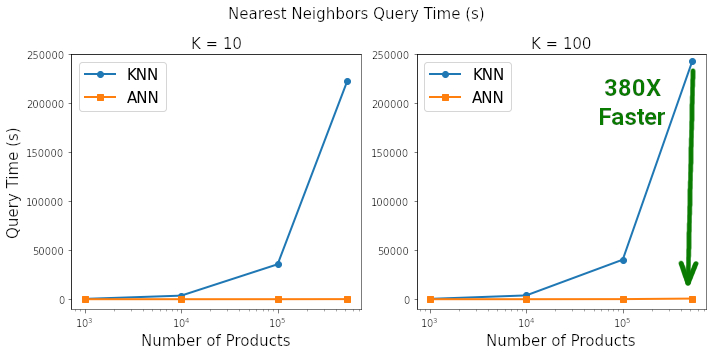 Nearest Neighbors Query Time (s)
K = 10
K = 100
KNN
ANN
KNN
ANN
380X
Faster
250000
200000
150000
100000
50000
0
250000
200000
150000
100000
50000
0
Query Time (s)
10³
10⁴
10⁵
10³
10⁴
10⁵
Number of Products
Number of Products